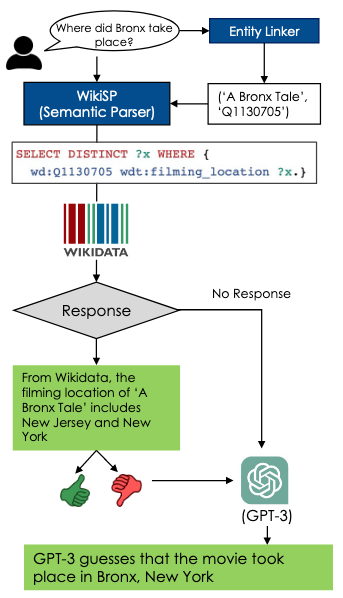 Where did Bronx take
place?
Entity Linker
WikiSP
(Semantic Parser)
(‘A Bronx Tale’,
‘Q1130705’)
SELECT DISTINCT ?x WHERE {
wd:Q1130705 wdt:filming_location ?x.}
WIKIDATA
Response
No Response
From Wikidata, the
filming location of ‘A
Bronx Tale’ includes
New Jersey and New
York
(GPT-3)
GPT-3 guesses that the movie took
place in Bronx, New York